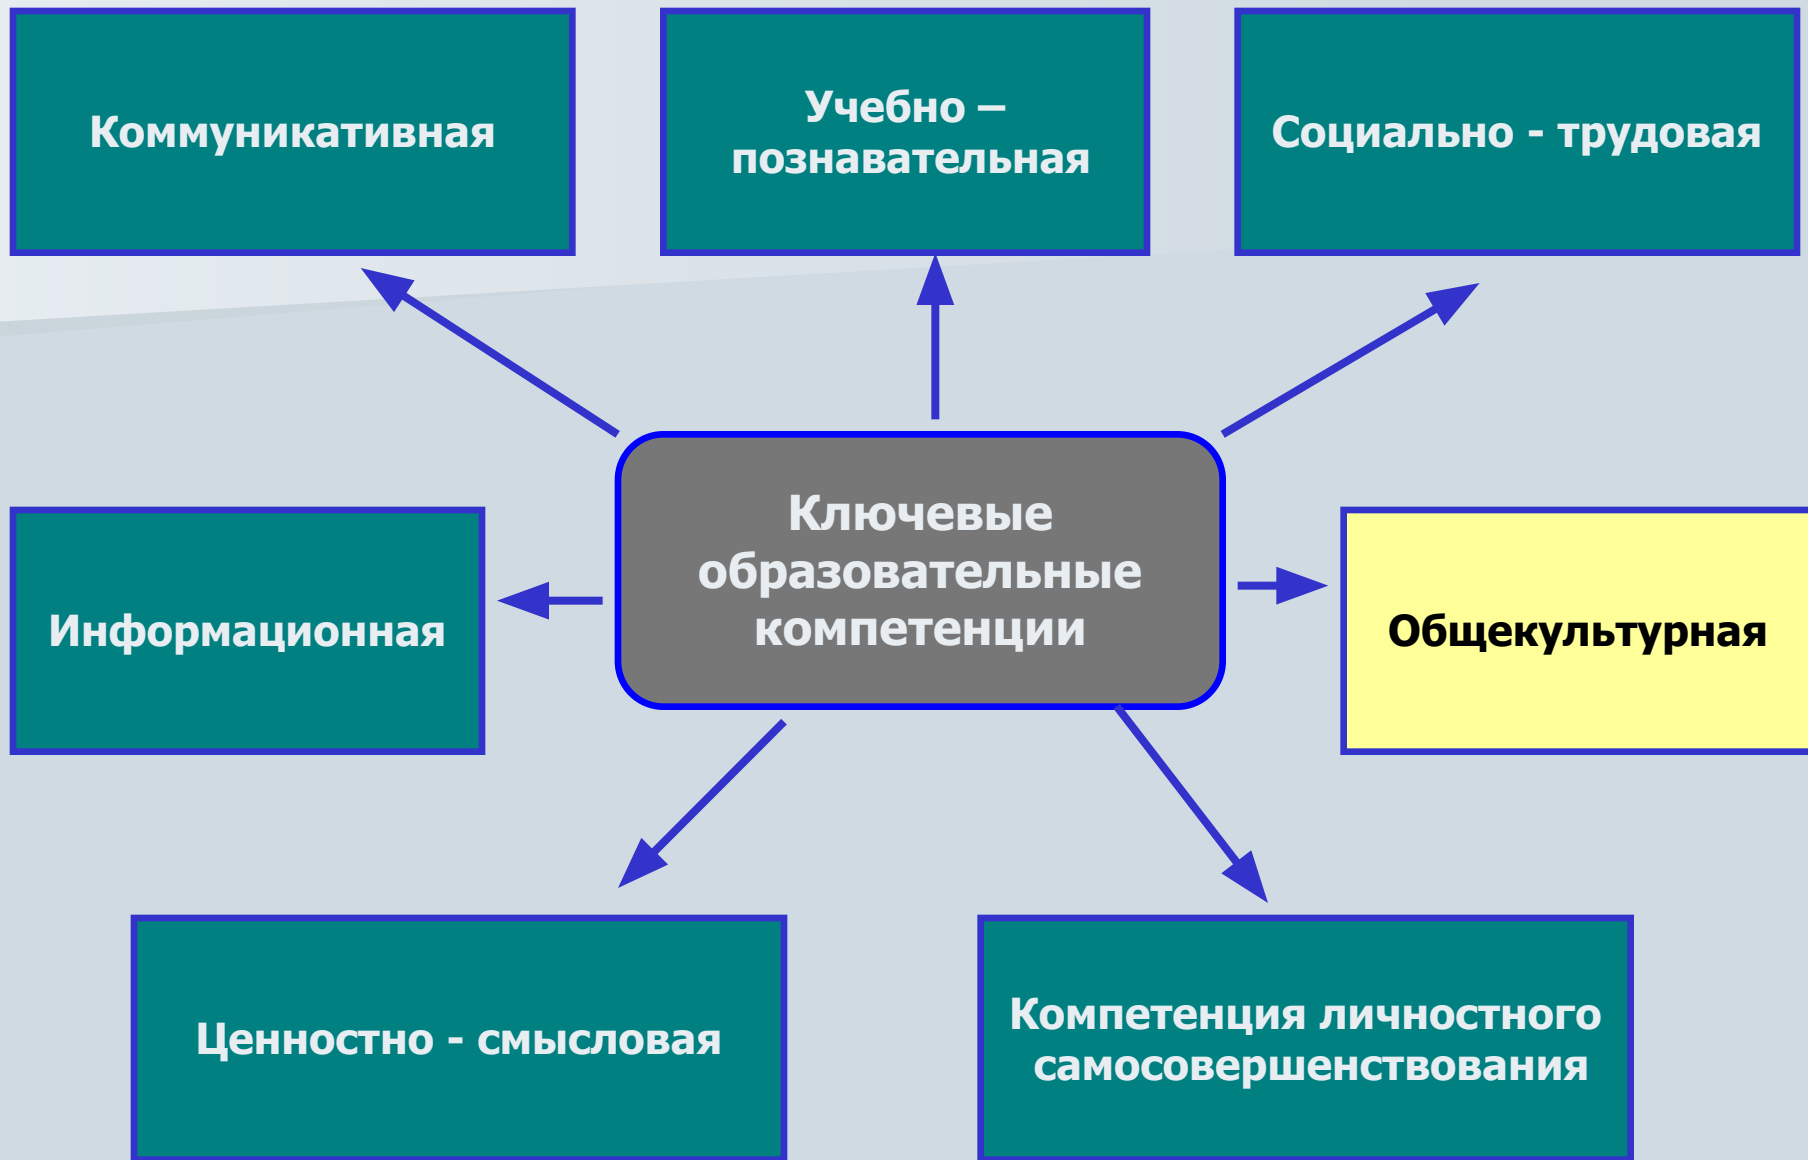 Коммуникативная
Учебно –
познавательная
Социально - трудовая
Ключевые
образовательные
компетенции
Информационная
Общекультурная
Ценностно - смысловая
Компетенция личностного
самосовершенствования